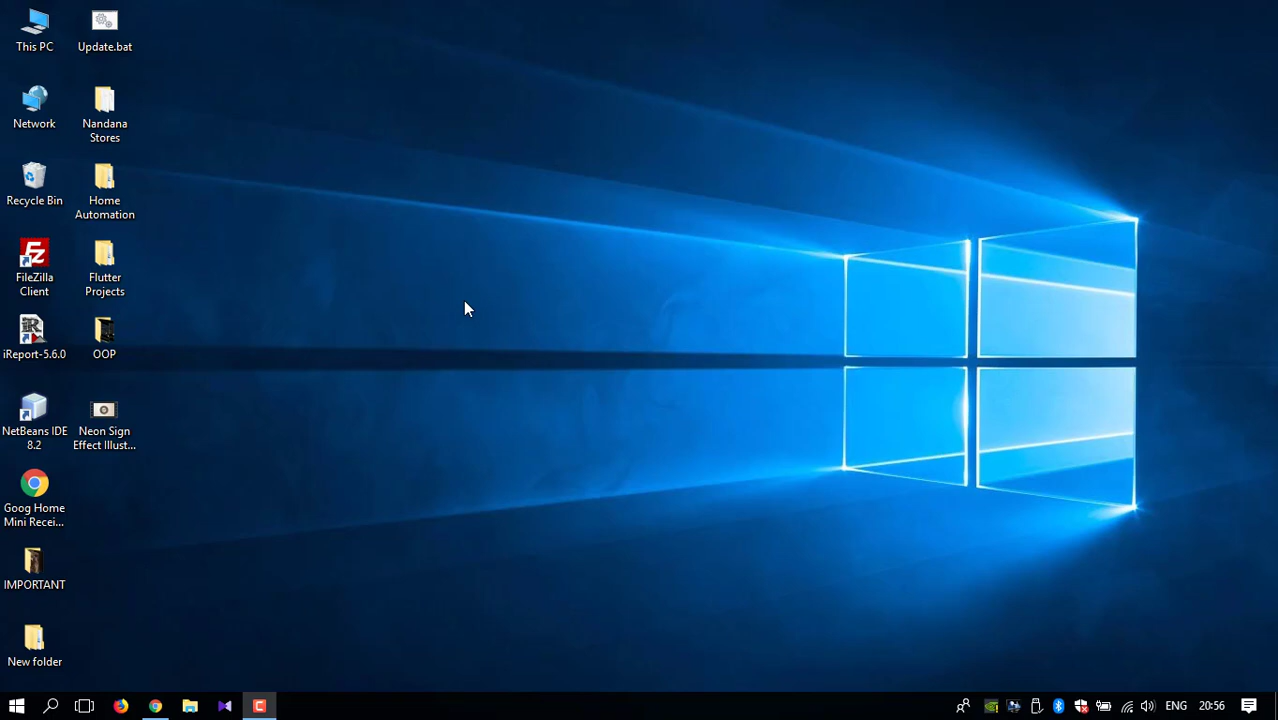 This PC
Update.bat
Network
Nandana
Stores
Recycle Bin
Home
Automation
FileZilla
Client
Flutter
Projects
iReport-5.6.0
OOP
NetBeans IDE
8.2
Neon Sign
Effect Illust...
Goog Home
Mini Recei...
IMPORTANT
New folder
ENG
20:56